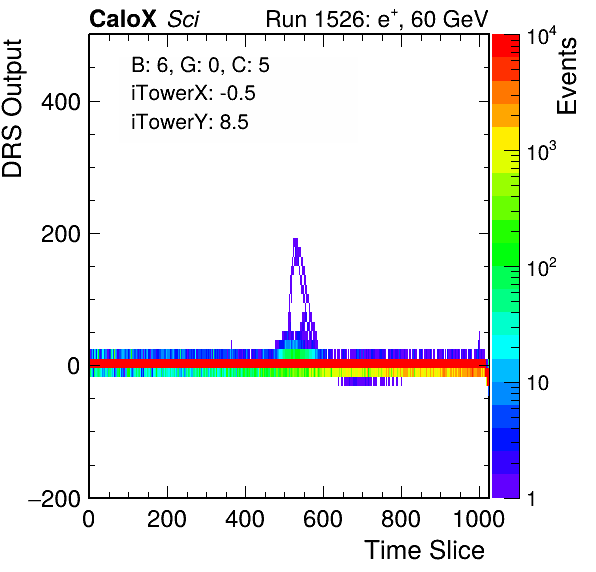 CaloX Sci Run 1526: e⁺, 60 GeV
B: 6, G: 0, C: 5
iTowerX: -0.5
iTowerY: 8.5
DRS Output
400
200
0
−200
0 200 400 600 800 1000
Time Slice
Events
10⁴
10³
10²
10
1